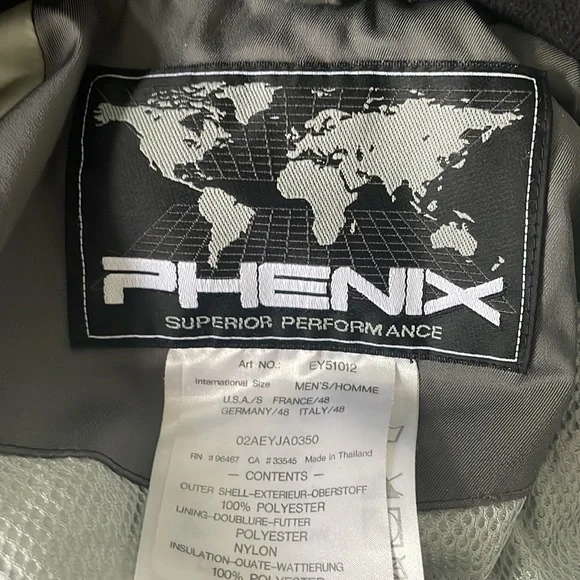 PHENIX
SUPERIOR PERFORMANCE
Art NO.: EY51012
International Size MEN'S/HOMME
U.S.A./S FRANCE/48
GERMANY/48 ITALY/48
02AEYJA0350
RN #96467 CA #33545 Made in Thailand
— CONTENTS —
OUTER SHELL-EXTERIEUR-OBERSTOFF
100% POLYESTER
LINING-DOUBLURE-FUTTER
POLYESTER
NYLON
INSULATION-OUATE-WATTIERUNG
100% POLYESTER